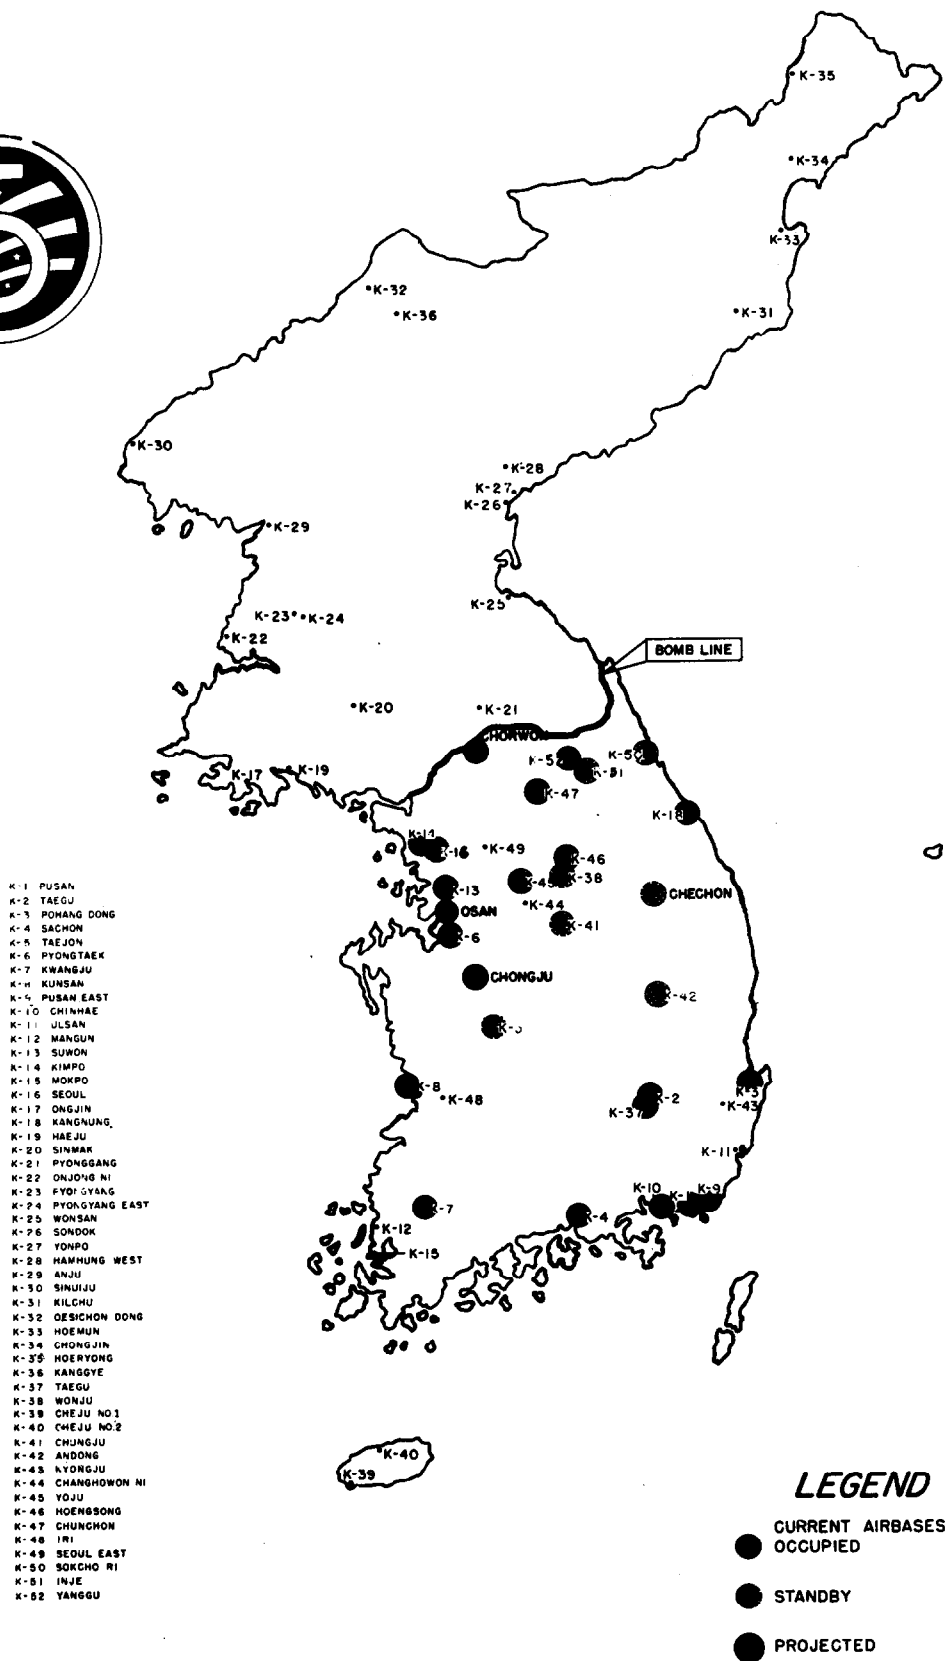 K-35
K-34
K-33
K-32
K-36
K-31
K-30
K-28
K-27
K-26
K-29
K-25
K-23
K-24
K-22
BOMB LINE
K-20
K-21
CHORWON
K-52
K-50
K-51
K-17
K-19
K-47
K-18
K-14
K-16
K-49
K-46
K-45
K-38
K-13
CHECHON
K-44
OSAN
K-41
K-6
CHONGJU
K-42
K-5
K-8
K-48
K-2
K-37
K-3
K-43
K-11
K-10
K-1
K-9
K-7
K-4
K-12
K-15
K-40
K-39
K-1 PUSAN
K-2 TAEGU
K-3 POHANG DONG
K-4 SACHON
K-5 TAEJON
K-6 PYONGTAEK
K-7 KWANGJU
K-8 KUNSAN
K-9 PUSAN EAST
K-10 CHINHAE
K-11 ULSAN
K-12 MANGUN
K-13 SUWON
K-14 KIMPO
K-15 MOKPO
K-16 SEOUL
K-17 ONGJIN
K-18 KANGNUNG
K-19 HAEJU
K-20 SINMAK
K-21 PYONGGANG
K-22 ONJONG NI
K-23 PYONGYANG
K-24 PYONGYANG EAST
K-25 WONSAN
K-26 SONDOK
K-27 YONPO
K-28 HAMHUNG WEST
K-29 ANJU
K-30 SINUIJU
K-31 KILCHU
K-32 OESICHON DONG
K-33 HOEMUN
K-34 CHONGJIN
K-35 HOERYONG
K-36 KANGGYE
K-37 TAEGU
K-38 WONJU
K-39 CHEJU NO.1
K-40 CHEJU NO.2
K-41 CHUNGJU
K-42 ANDONG
K-43 KYONGJU
K-44 CHANGHOWON NI
K-45 YOJU
K-46 HOENGSONG
K-47 CHUNCHON
K-48 IRI
K-49 SEOUL EAST
K-50 SOKCHO RI
K-51 INJE
K-52 YANGGU
LEGEND
CURRENT AIRBASES
OCCUPIED
STANDBY
PROJECTED